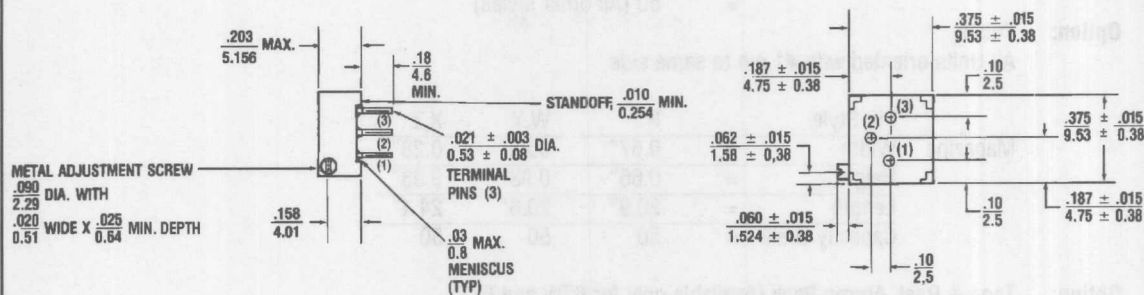 .203 MAX.
5.156
.18
4.6
MIN.
STANDOFF, .010 MIN.
0.254
(3)
(2)
(1)
.021 ± .003 DIA.
0.53 ± 0.08
TERMINAL
PINS (3)
METAL ADJUSTMENT SCREW
.090 DIA. WITH
2.29
.020 WIDE X .025 MIN. DEPTH
0.51 0.64
.158
4.01
.03 MAX.
0.8
MENISCUS
(TYP)
.375 ± .015
9.53 ± 0.38
.187 ± .015
4.75 ± 0.38
.10
2.5
(3)
(2)
(1)
.375 ± .015
9.53 ± 0.38
.062 ± .015
1.58 ± 0,38
.060 ± .015
1.524 ± 0.38
.10
2.5
.187 ± .015
4.75 ± 0.38
.10
2,5